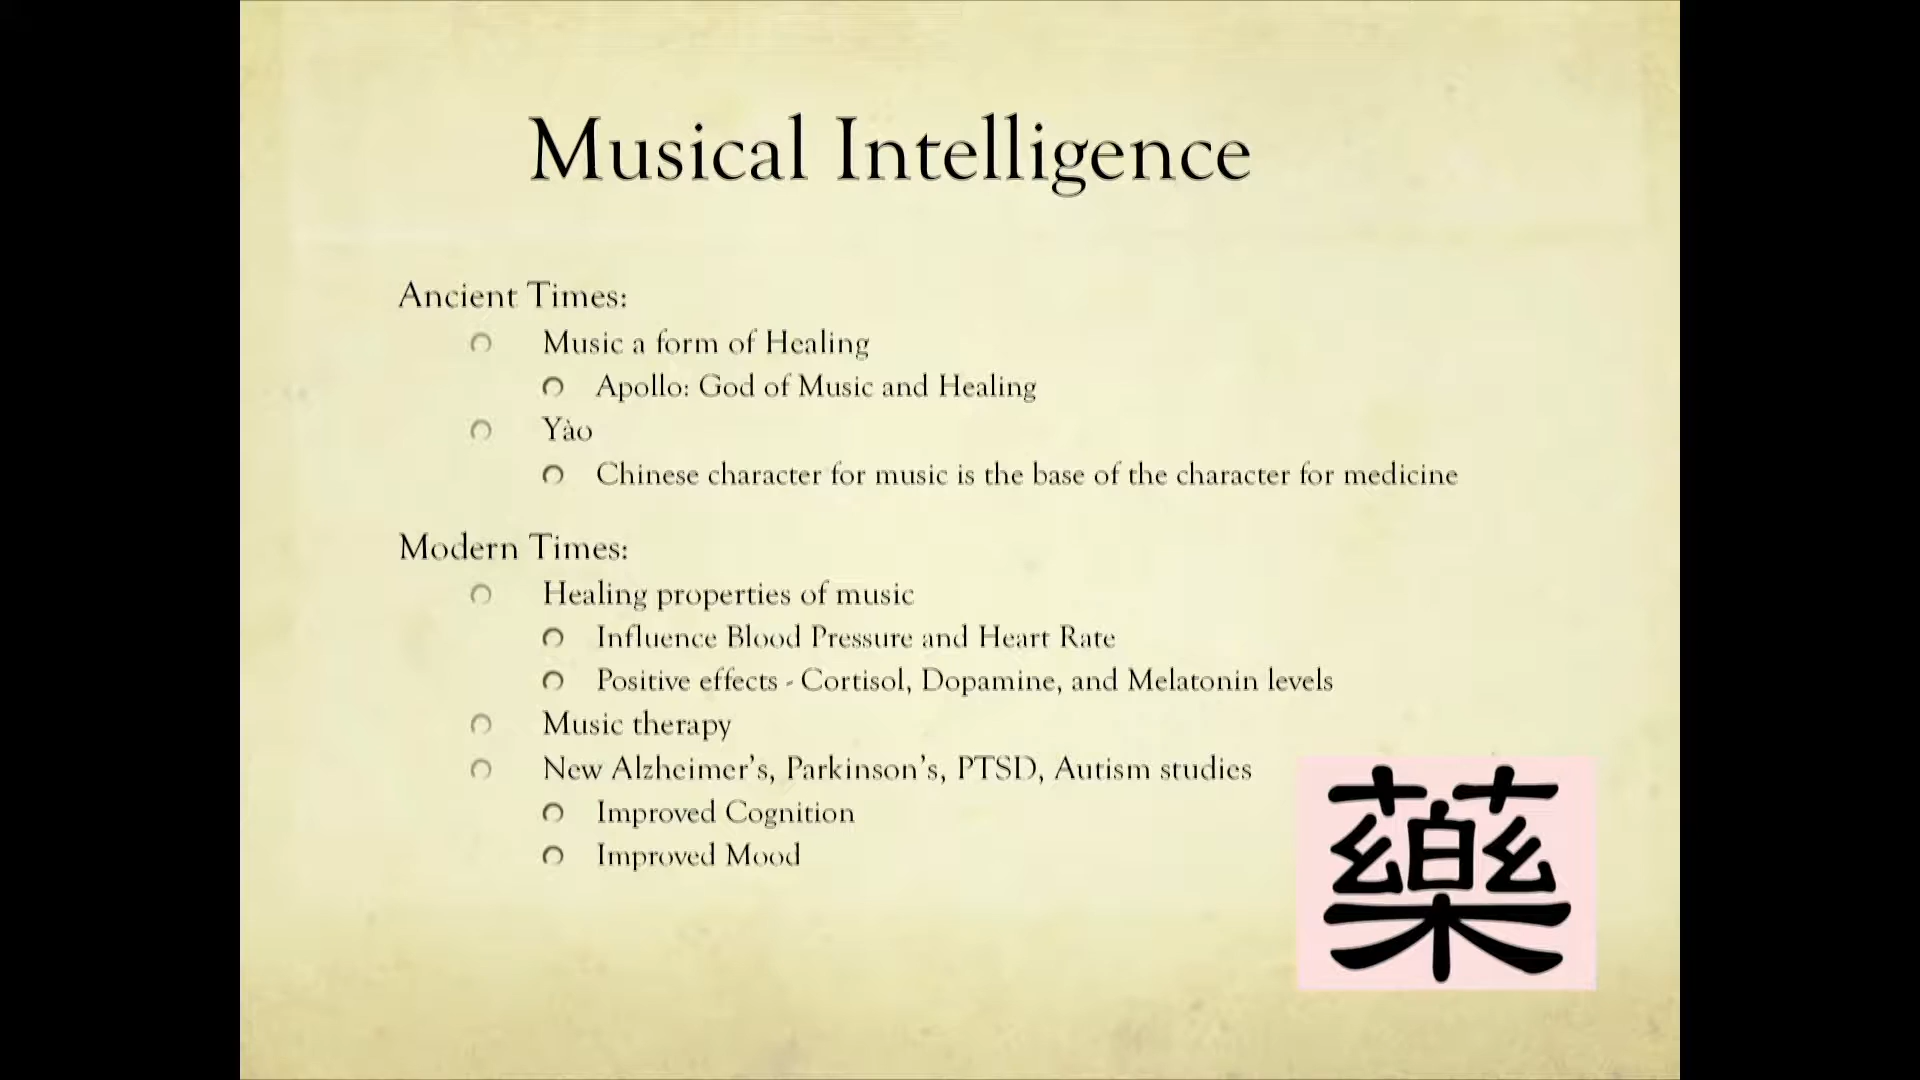 Musical Intelligence
Ancient Times:
Music a form of Healing
Apollo: God of Music and Healing
Yào
Chinese character for music is the base of the character for medicine
Modern Times:
Healing properties of music
Influence Blood Pressure and Heart Rate
Positive effects - Cortisol, Dopamine, and Melatonin levels
Music therapy
New Alzheimer's, Parkinson's, PTSD, Autism studies
Improved Cognition
Improved Mood
藥